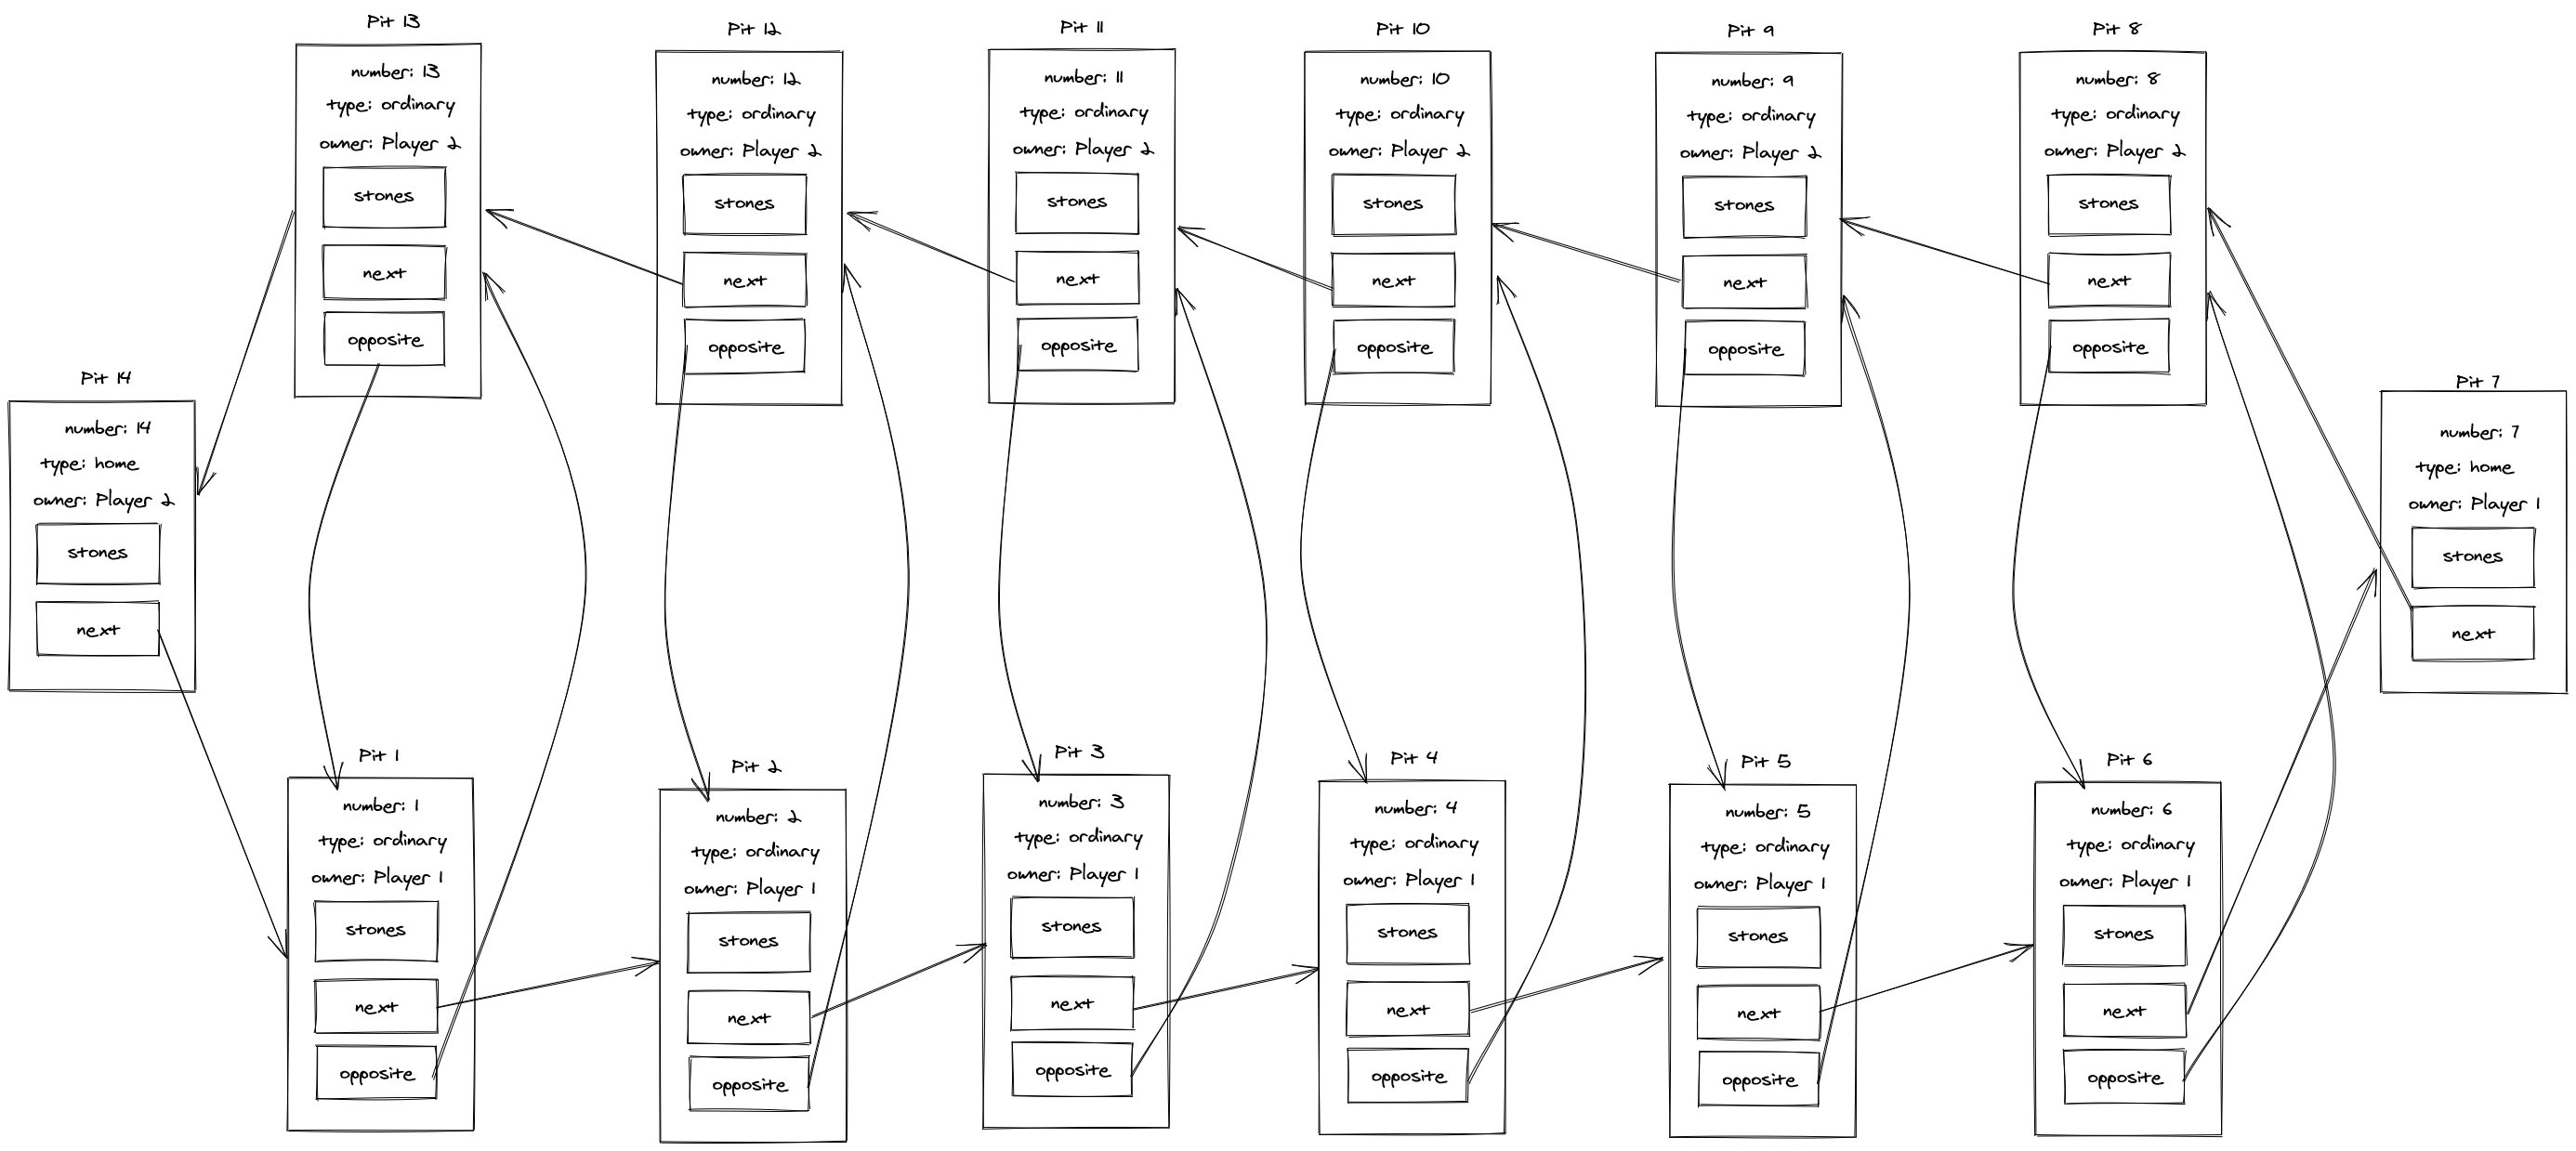 Pit 13
number: 13
type: ordinary
owner: Player 2
stones
next
opposite
Pit 12
number: 12
type: ordinary
owner: Player 2
stones
next
opposite
Pit 11
number: 11
type: ordinary
owner: Player 2
stones
next
opposite
Pit 10
number: 10
type: ordinary
owner: Player 2
stones
next
opposite
Pit 9
number: 9
type: ordinary
owner: Player 2
stones
next
opposite
Pit 8
number: 8
type: ordinary
owner: Player 2
stones
next
opposite
Pit 14
number: 14
type: home
owner: Player 2
stones
next
Pit 7
number: 7
type: home
owner: Player 1
stones
next
Pit 1
number: 1
type: ordinary
owner: Player 1
stones
next
opposite
Pit 2
number: 2
type: ordinary
owner: Player 1
stones
next
opposite
Pit 3
number: 3
type: ordinary
owner: Player 1
stones
next
opposite
Pit 4
number: 4
type: ordinary
owner: Player 1
stones
next
opposite
Pit 5
number: 5
type: ordinary
owner: Player 1
stones
next
opposite
Pit 6
number: 6
type: ordinary
owner: Player 1
stones
next
opposite